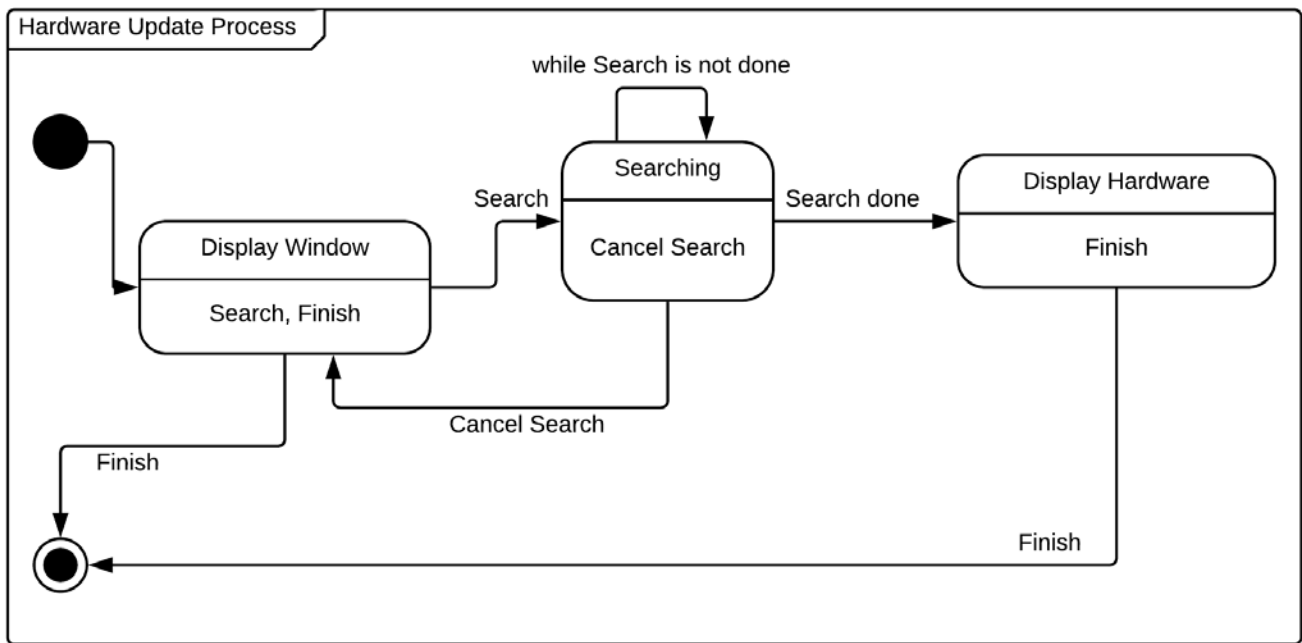 Hardware Update Process
while Search is not done
Searching
Cancel Search
Search
Search done
Display Hardware
Finish
Display Window
Search, Finish
Cancel Search
Finish
Finish